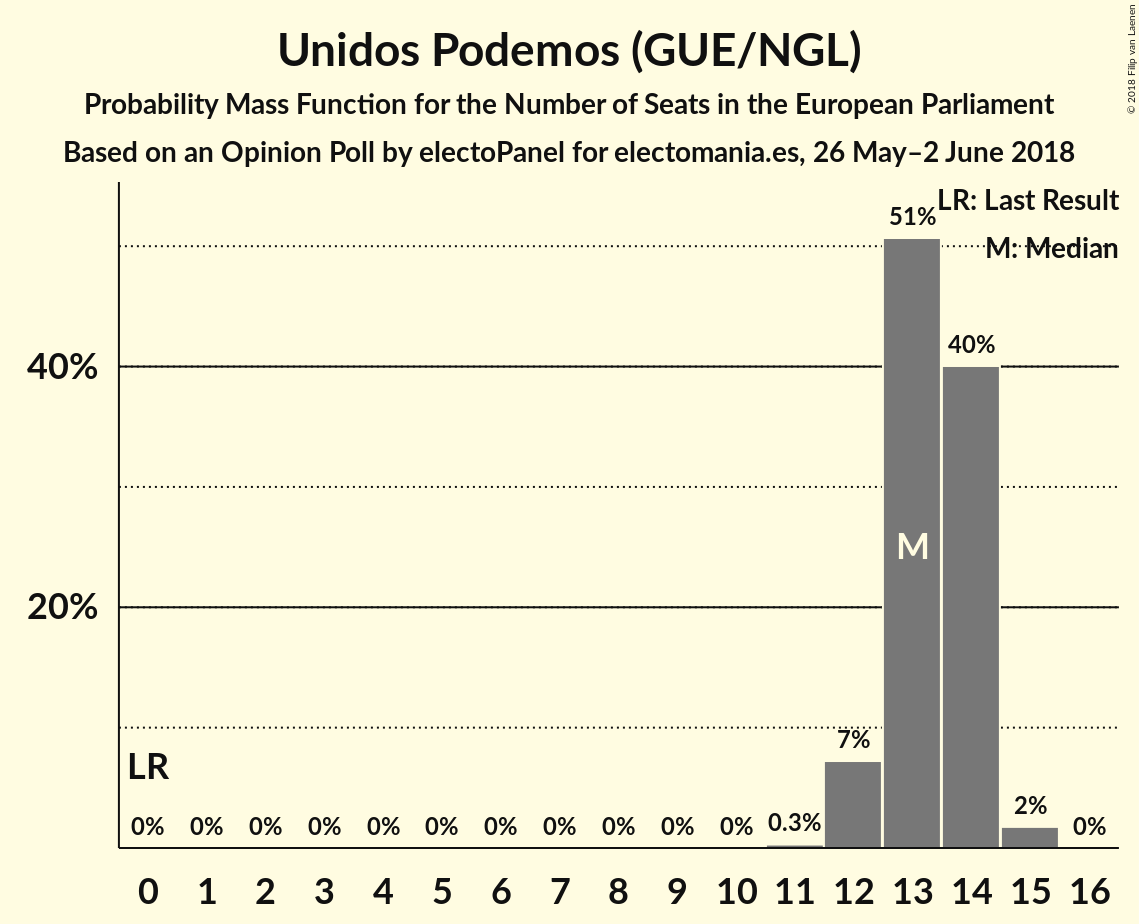 Unidos Podemos (GUE/NGL)
Probability Mass Function for the Number of Seats in the European Parliament
Based on an Opinion Poll by electoPanel for electomania.es, 26 May–2 June 2018
© 2018 Filip van Laenen
LR: Last Result
M: Median
51%
40%
40%
M
20%
7%
LR
2%
0% 0% 0% 0% 0% 0% 0% 0% 0% 0% 0% 0.3% 0%
0 1 2 3 4 5 6 7 8 9 10 11 12 13 14 15 16